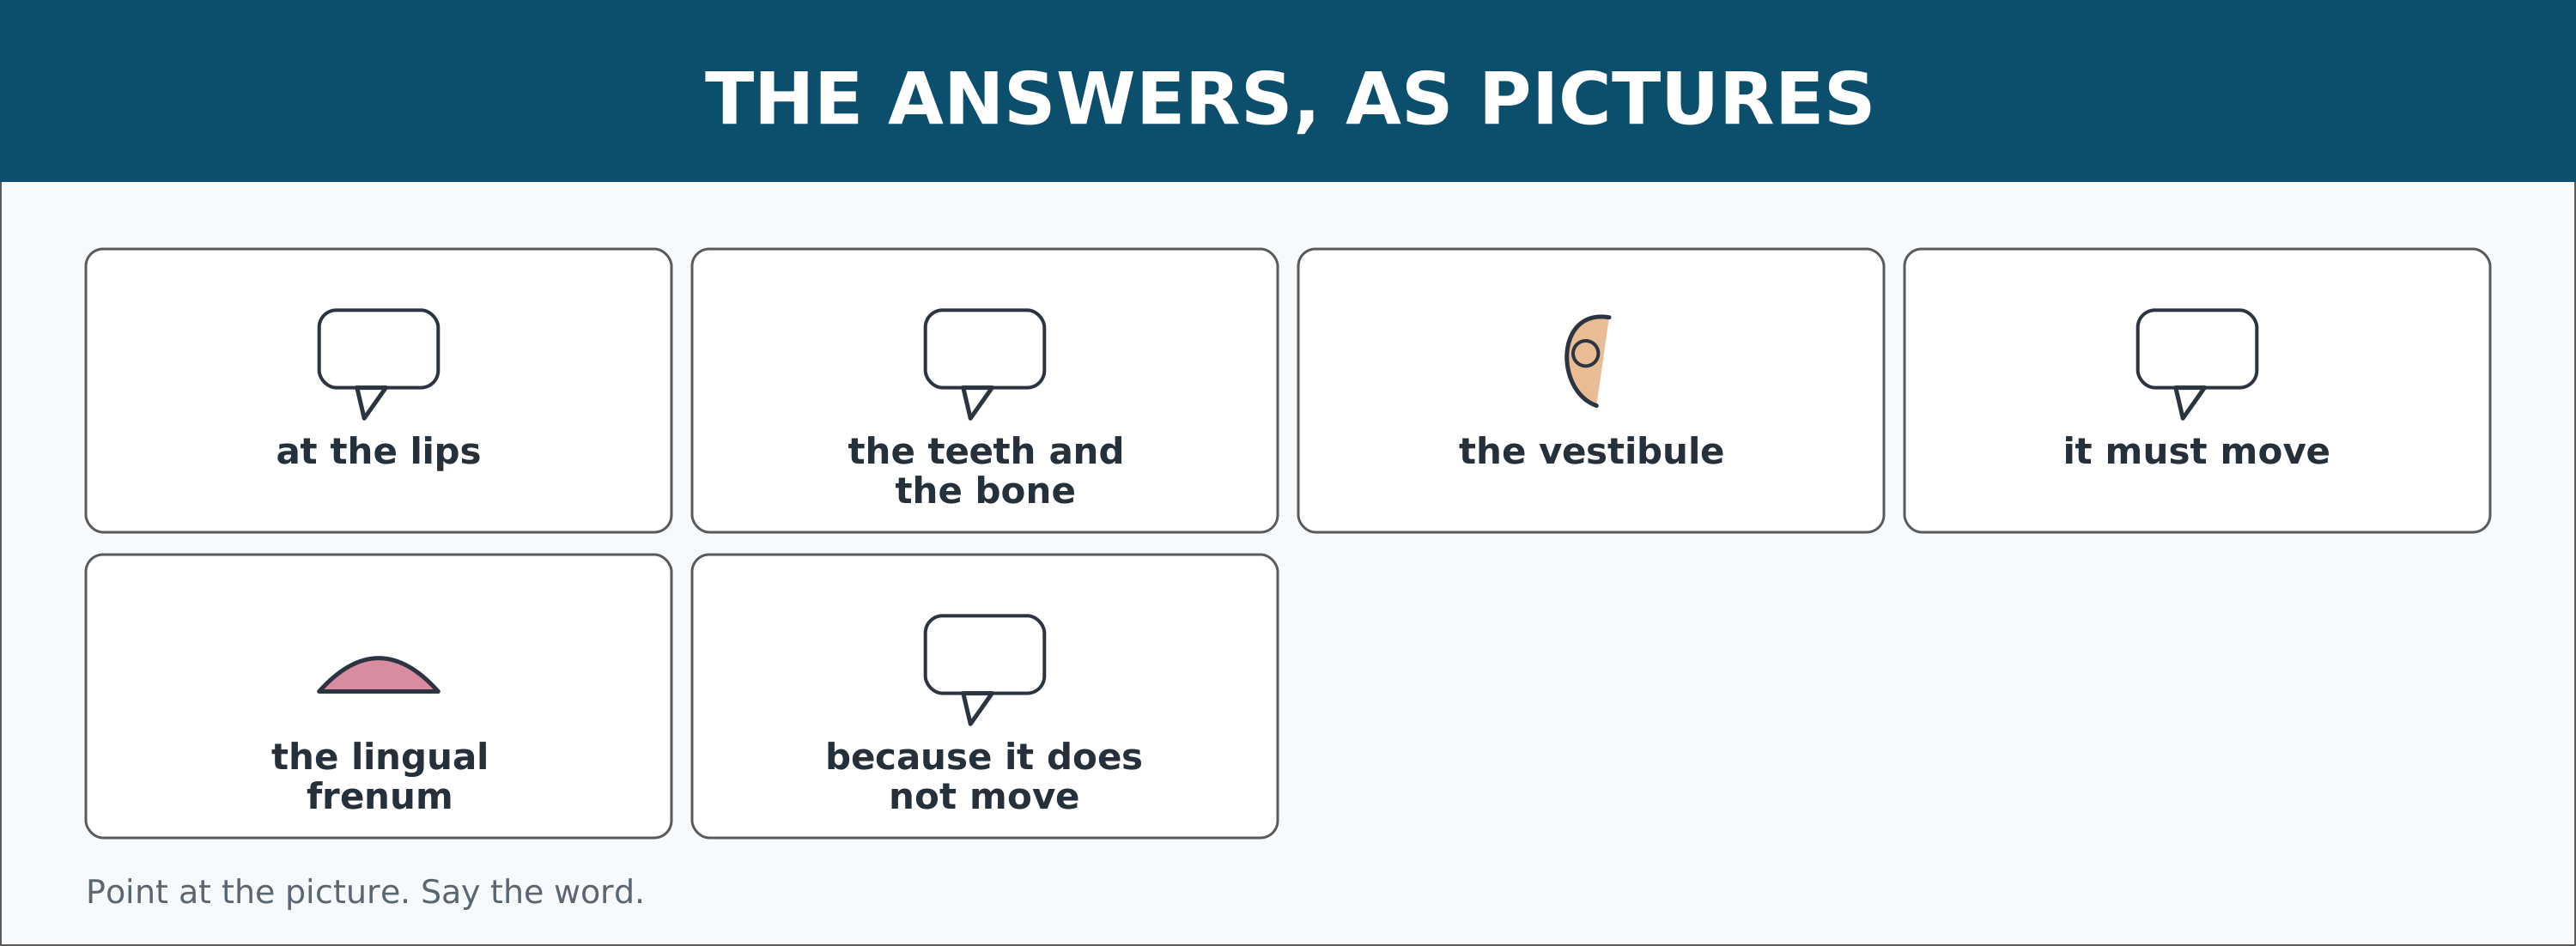 THE ANSWERS, AS PICTURES
at the lips
the teeth and
the bone
the vestibule
it must move
the lingual
frenum
because it does
not move
Point at the picture. Say the word.